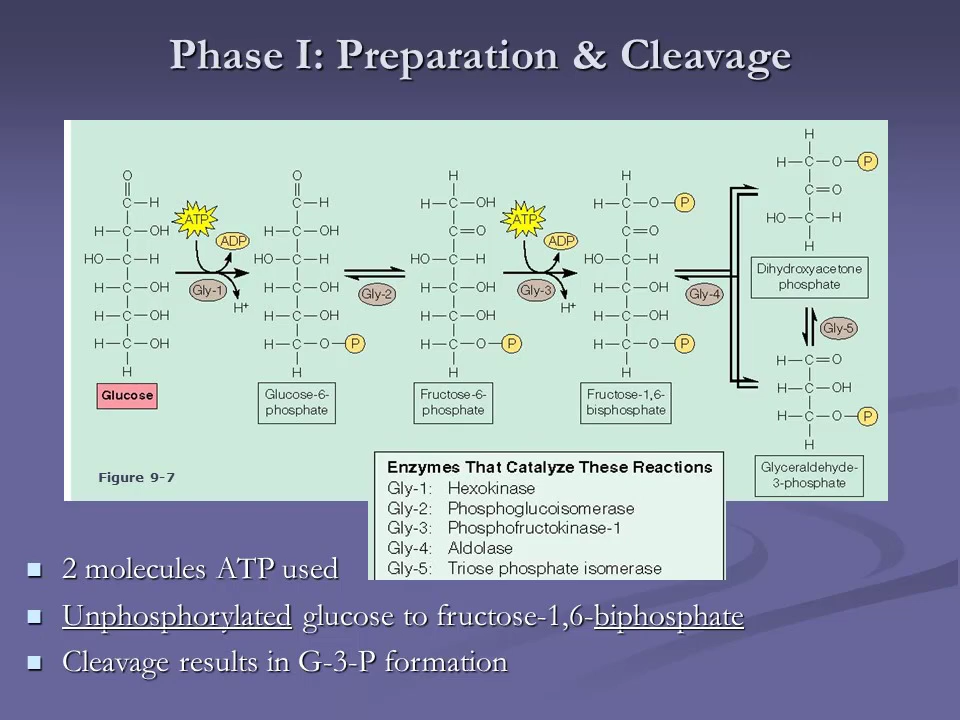 Phase I: Preparation & Cleavage
H
H—C—O—P
C=O
HO—C—H
H
Dihydroxyacetone
phosphate
O
C—H
H—C—OH
HO—C—H
H—C—OH
H—C—OH
H—C—OH
H
Glucose
ATP
ADP
Gly-1
H+
O
C—H
H—C—OH
HO—C—H
H—C—OH
H—C—OH
H—C—O—P
H
Glucose-6-
phosphate
Gly-2
H
H—C—OH
C=O
HO—C—H
H—C—OH
H—C—OH
H—C—O—P
H
Fructose-6-
phosphate
ATP
ADP
Gly-3
H+
H
H—C—O—P
C=O
HO—C—H
H—C—OH
H—C—OH
H—C—O—P
H
Fructose-1,6-
bisphosphate
Gly-4
Gly-5
H—C=O
H—C—OH
H—C—O—P
H
Glyceraldehyde-
3-phosphate
Figure 9-7
Enzymes That Catalyze These Reactions
Gly-1: Hexokinase
Gly-2: Phosphoglucoisomerase
Gly-3: Phosphofructokinase-1
Gly-4: Aldolase
Gly-5: Triose phosphate isomerase
2 molecules ATP used
Unphosphorylated glucose to fructose-1,6-biphosphate
Cleavage results in G-3-P formation